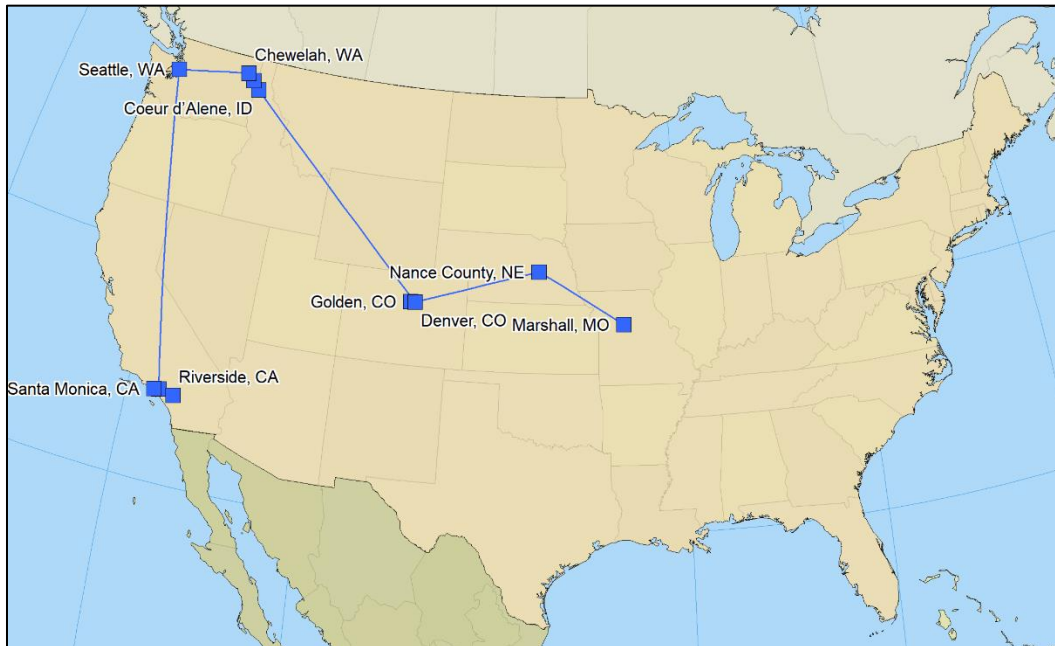 Chewelah, WA
Seattle, WA
Coeur d'Alene, ID
Nance County, NE
Golden, CO
Denver, CO
Marshall, MO
Riverside, CA
Santa Monica, CA